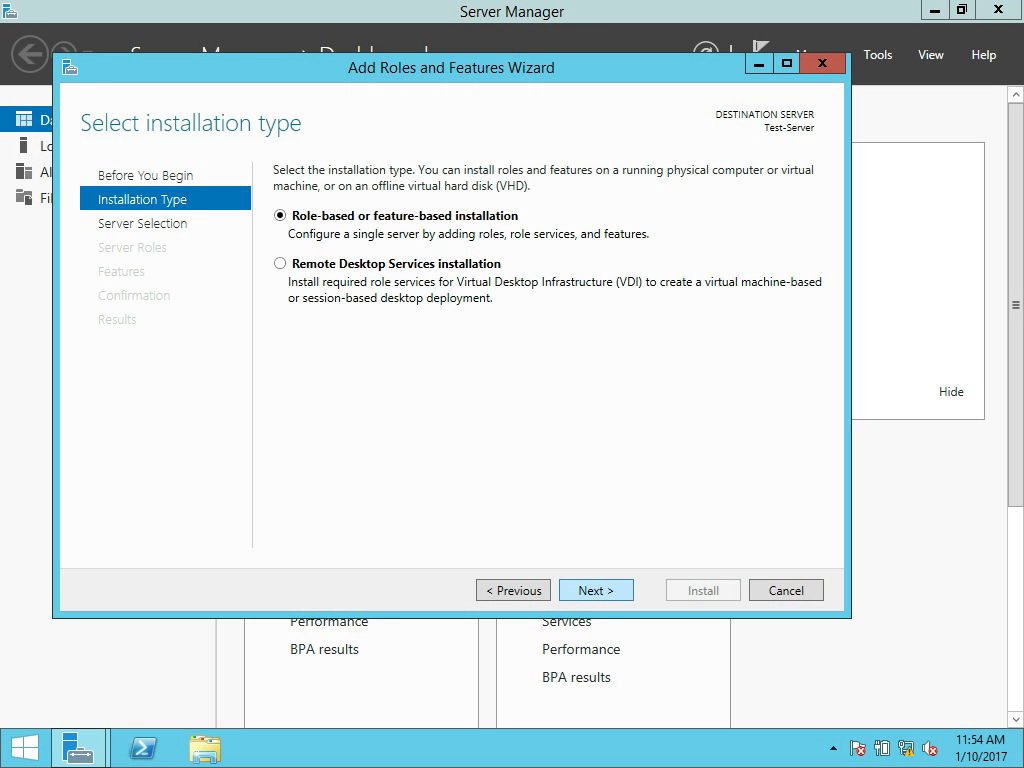 Server Manager
Tools
View
Help
Add Roles and Features Wizard
Select installation type
DESTINATION SERVER
Test-Server
Before You Begin
Installation Type
Server Selection
Server Roles
Features
Confirmation
Results
Select the installation type. You can install roles and features on a running physical computer or virtual
machine, or on an offline virtual hard disk (VHD).
Role-based or feature-based installation
Configure a single server by adding roles, role services, and features.
Remote Desktop Services installation
Install required role services for Virtual Desktop Infrastructure (VDI) to create a virtual machine-based
or session-based desktop deployment.
Hide
< Previous
Next >
Install
Cancel
Performance
BPA results
Services
Performance
BPA results
11:54 AM
1/10/2017